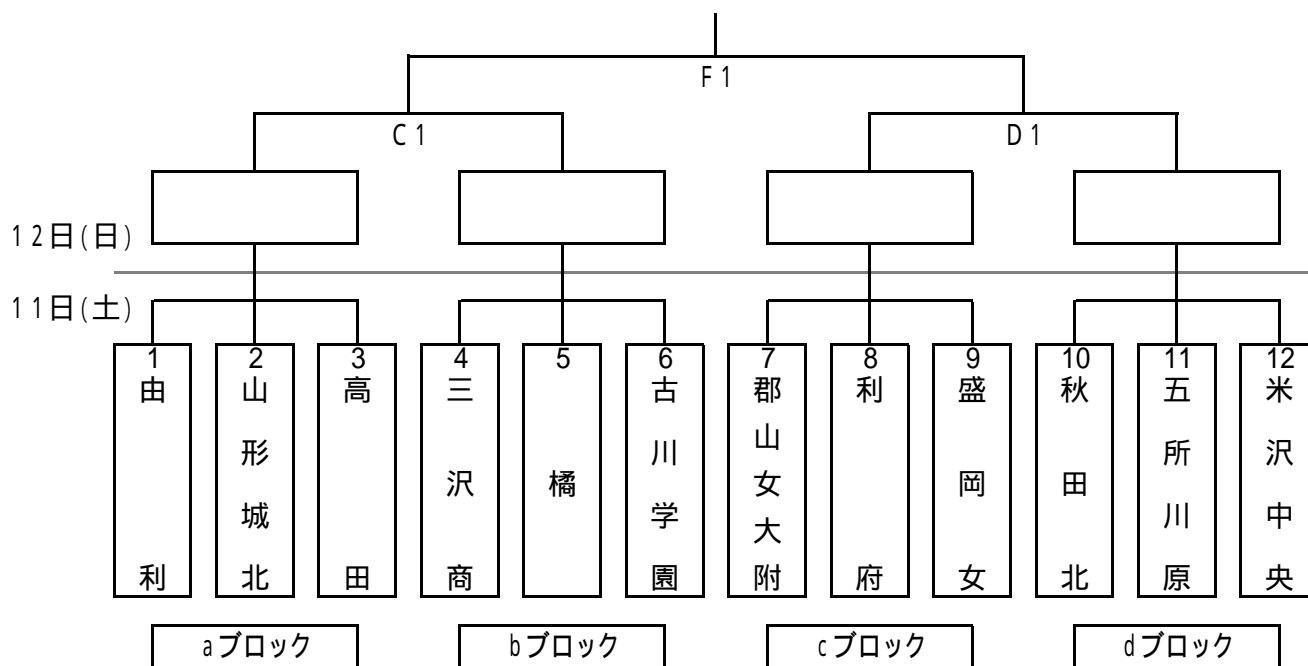 F1
C1
D1
12日(日)
11日(土)
1
由利
2
山形城北
3
高田
4
三沢商
5
橘
6
古川学園
7
郡山女大附
8
利府
9
盛岡女
10
秋田北
11
五所川原
12
米沢中央
aブロック
bブロック
cブロック
dブロック